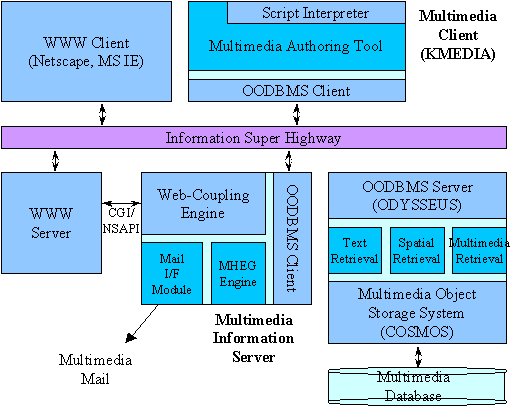 Script Interpreter
Multimedia
Client
(KMEDIA)
WWW Client
(Netscape, MS IE)
Multimedia Authoring Tool
OODBMS Client
Information Super Highway
WWW
Server
CGI/
NSAPI
Web-Coupling
Engine
OODBMS Client
Mail
I/F
Module
MHEG
Engine
Multimedia
Information
Server
Multimedia
Mail
OODBMS Server
(ODYSSEUS)
Text
Retrieval
Spatial
Retrieval
Multimedia
Retrieval
Multimedia Object
Storage System
(COSMOS)
Multimedia
Database